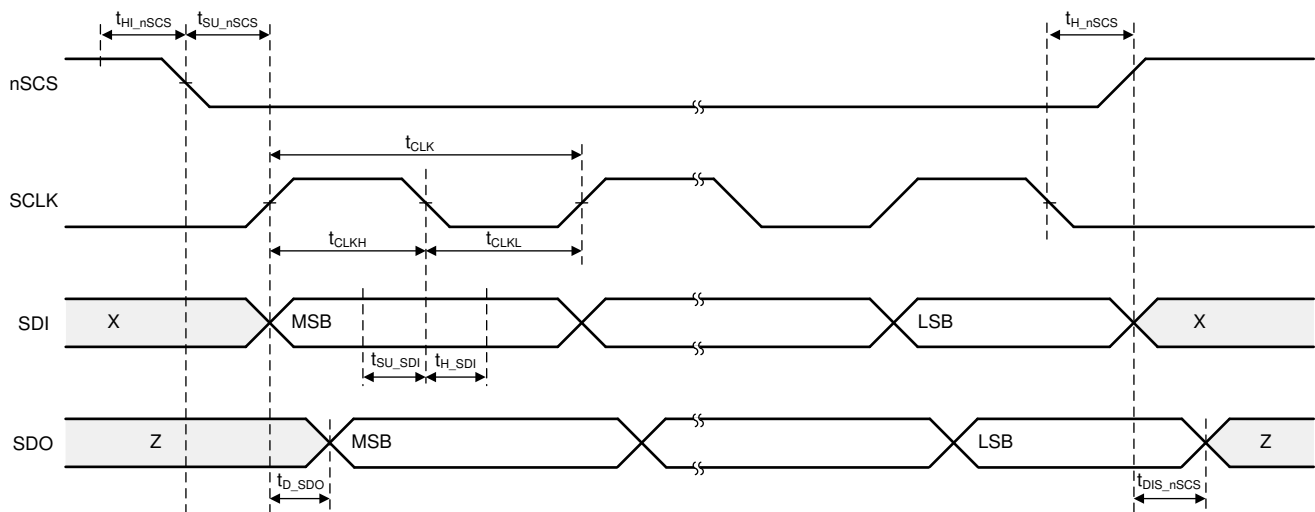 tHI_nSCS tSU_nSCS tH_nSCS
nSCS
tCLK
SCLK
tCLKH tCLKL
SDI X MSB LSB X
tSU_SDI tH_SDI
SDO Z MSB LSB Z
tD_SDO tDIS_nSCS